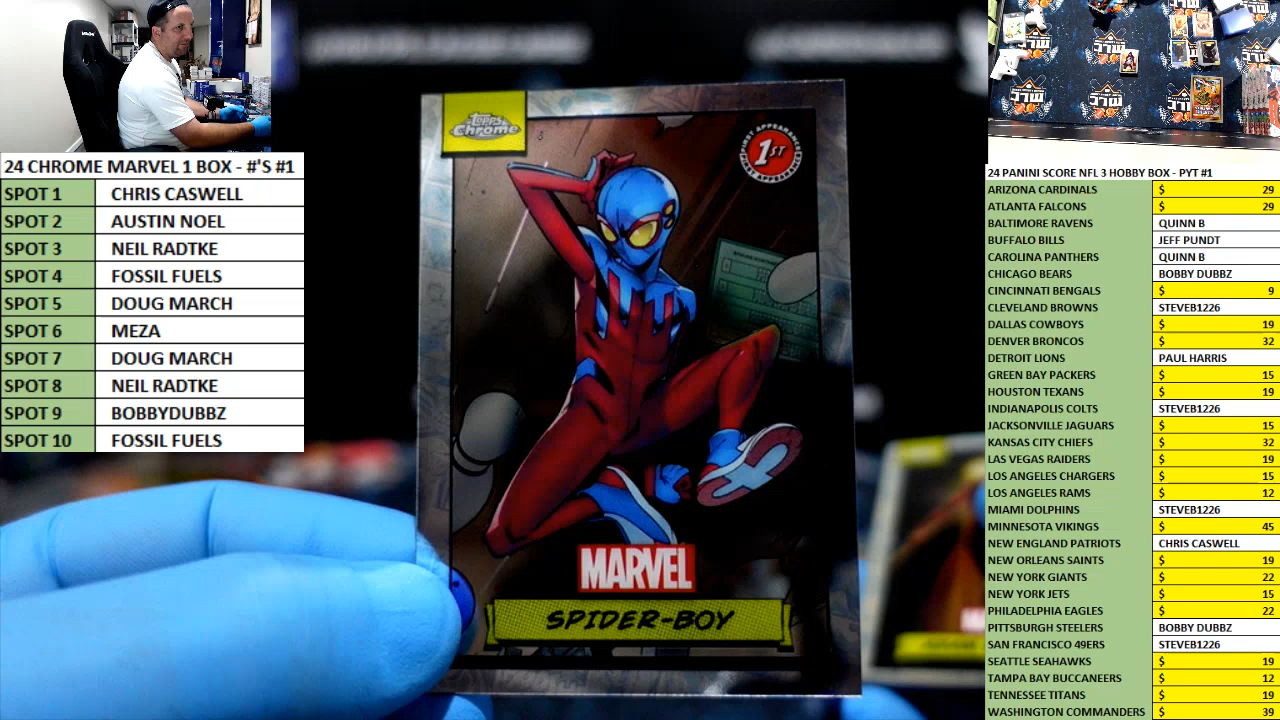 24 CHROME MARVEL 1 BOX - #'S #1
SPOT 1 CHRIS CASWELL
SPOT 2 AUSTIN NOEL
SPOT 3 NEIL RADTKE
SPOT 4 FOSSIL FUELS
SPOT 5 DOUG MARCH
SPOT 6 MEZA
SPOT 7 DOUG MARCH
SPOT 8 NEIL RADTKE
SPOT 9 BOBBYDUBBZ
SPOT 10 FOSSIL FUELS
Topps
Chrome
FIRST APPEARANCE
1ST
FIRST APPEARANCE
MARVEL
SPIDER-BOY
24 PANINI SCORE NFL 3 HOBBY BOX - PYT #1
ARIZONA CARDINALS $ 29
ATLANTA FALCONS $ 29
BALTIMORE RAVENS QUINN B
BUFFALO BILLS JEFF PUNDT
CAROLINA PANTHERS QUINN B
CHICAGO BEARS BOBBY DUBBZ
CINCINNATI BENGALS $ 9
CLEVELAND BROWNS STEVEB1226
DALLAS COWBOYS $ 19
DENVER BRONCOS $ 32
DETROIT LIONS PAUL HARRIS
GREEN BAY PACKERS $ 15
HOUSTON TEXANS $ 19
INDIANAPOLIS COLTS STEVEB1226
JACKSONVILLE JAGUARS $ 15
KANSAS CITY CHIEFS $ 32
LAS VEGAS RAIDERS $ 19
LOS ANGELES CHARGERS $ 15
LOS ANGELES RAMS $ 12
MIAMI DOLPHINS STEVEB1226
MINNESOTA VIKINGS $ 45
NEW ENGLAND PATRIOTS CHRIS CASWELL
NEW ORLEANS SAINTS $ 19
NEW YORK GIANTS $ 22
NEW YORK JETS $ 15
PHILADELPHIA EAGLES $ 22
PITTSBURGH STEELERS BOBBY DUBBZ
SAN FRANCISCO 49ERS STEVEB1226
SEATTLE SEAHAWKS $ 19
TAMPA BAY BUCCANEERS $ 12
TENNESSEE TITANS $ 19
WASHINGTON COMMANDERS $ 39